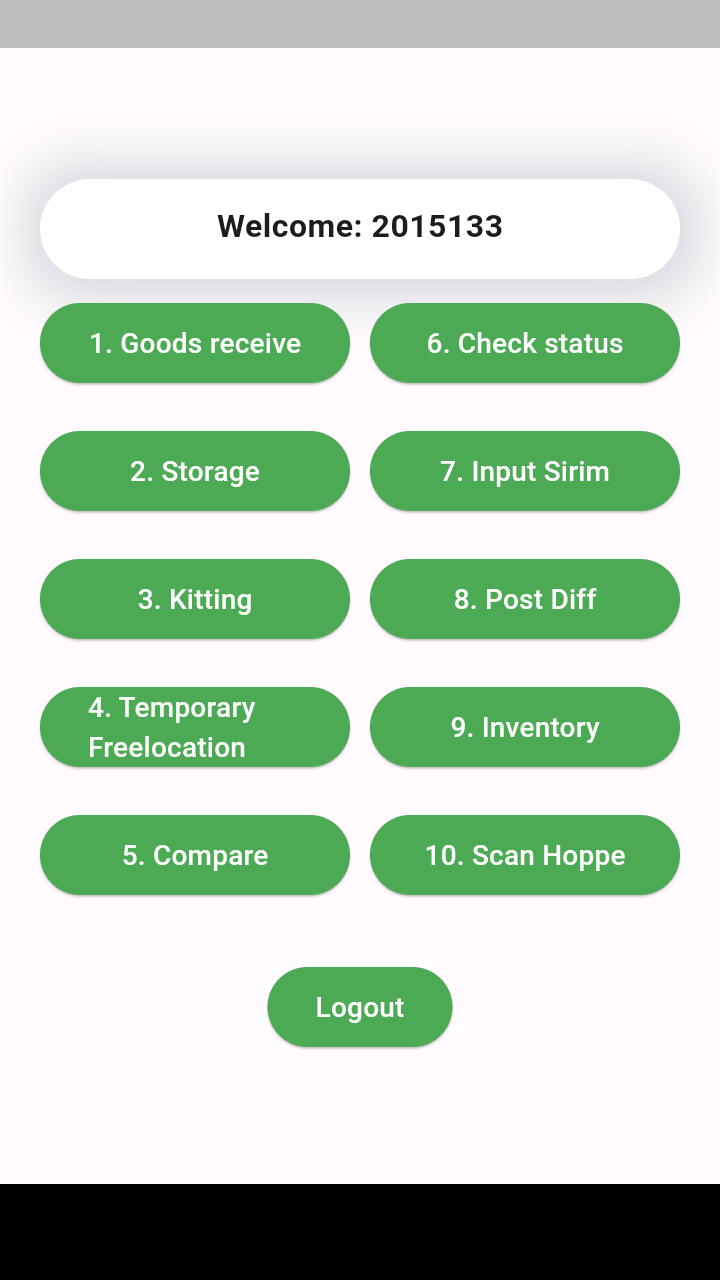 Welcome: 2015133
1. Goods receive
6. Check status
2. Storage
7. Input Sirim
3. Kitting
8. Post Diff
4. Temporary
Freelocation
9. Inventory
5. Compare
10. Scan Hoppe
Logout